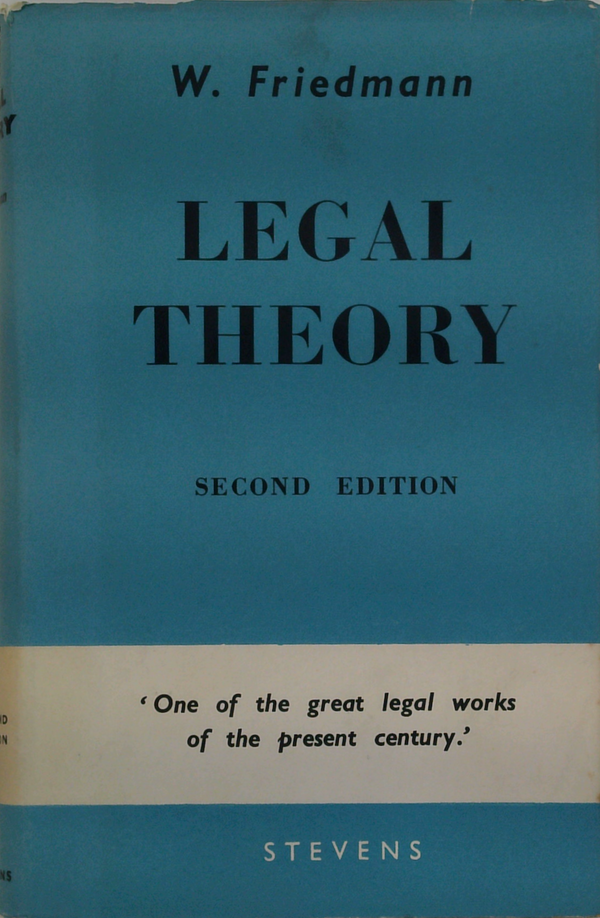 W. Friedmann
LEGAL
THEORY
SECOND EDITION
‘One of the great legal works
of the present century.’
STEVENS